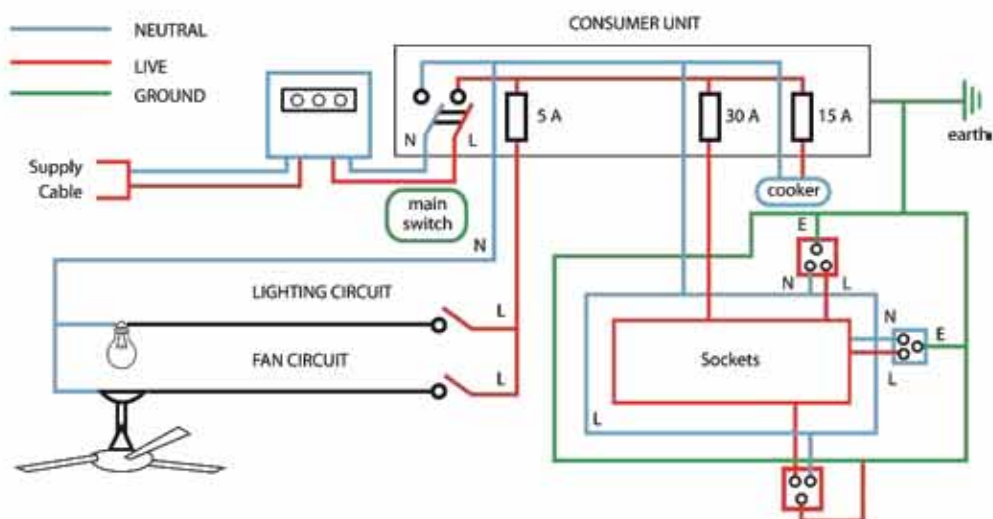 CONSUMER UNIT
NEUTRAL
LIVE
GROUND
5 A
30 A
15 A
N
L
earth
Supply
Cable
main
switch
cooker
N
E
N
L
LIGHTING CIRCUIT
L
N
E
FAN CIRCUIT
Sockets
L
L
L